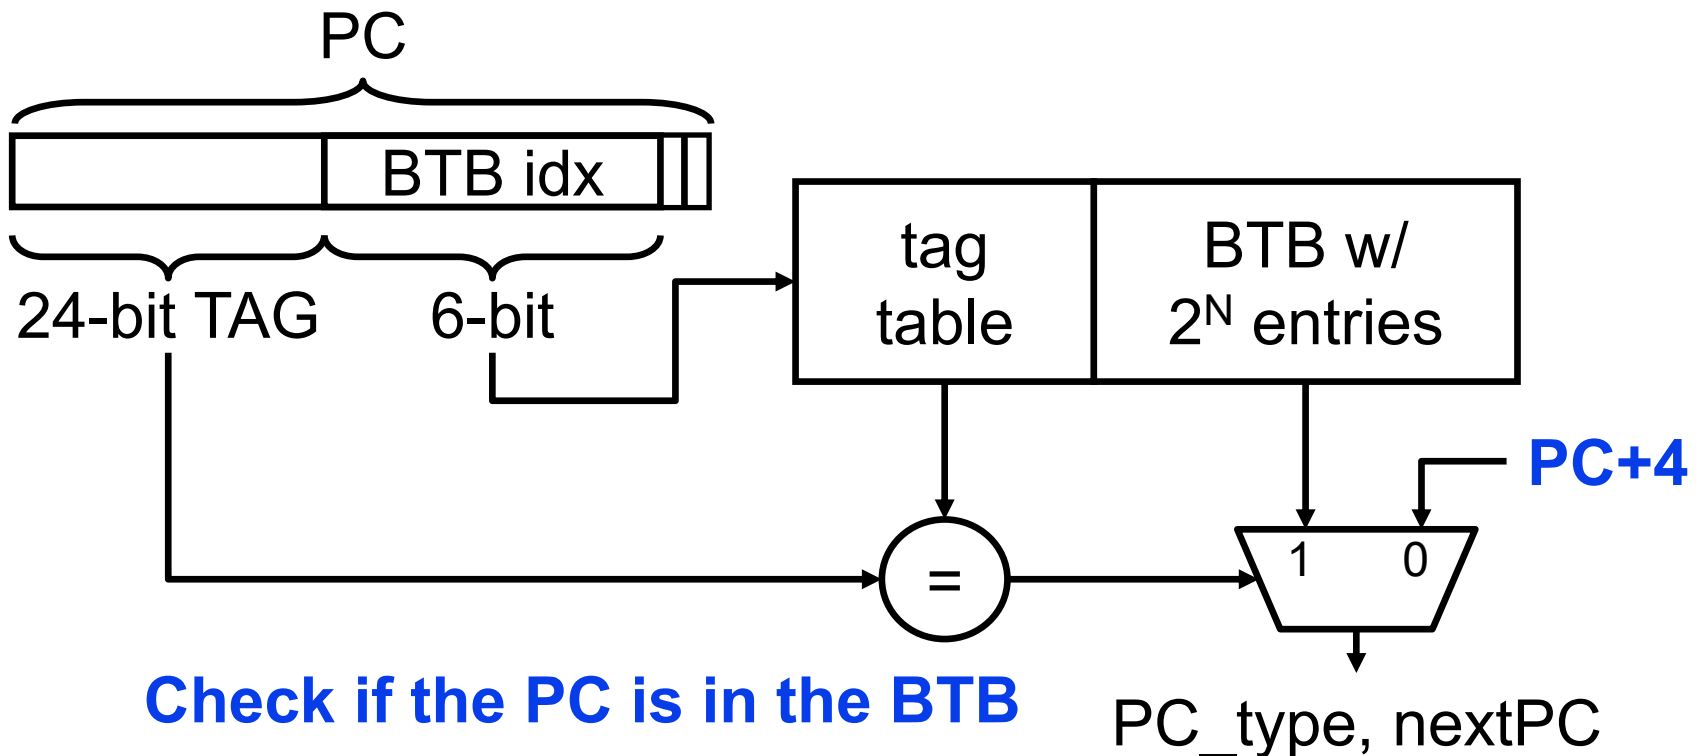 PC
BTB idx
24-bit TAG
6-bit
tag
table
BTB w/
2ᴺ entries
PC+4
1
0
=
Check if the PC is in the BTB
PC_type, nextPC